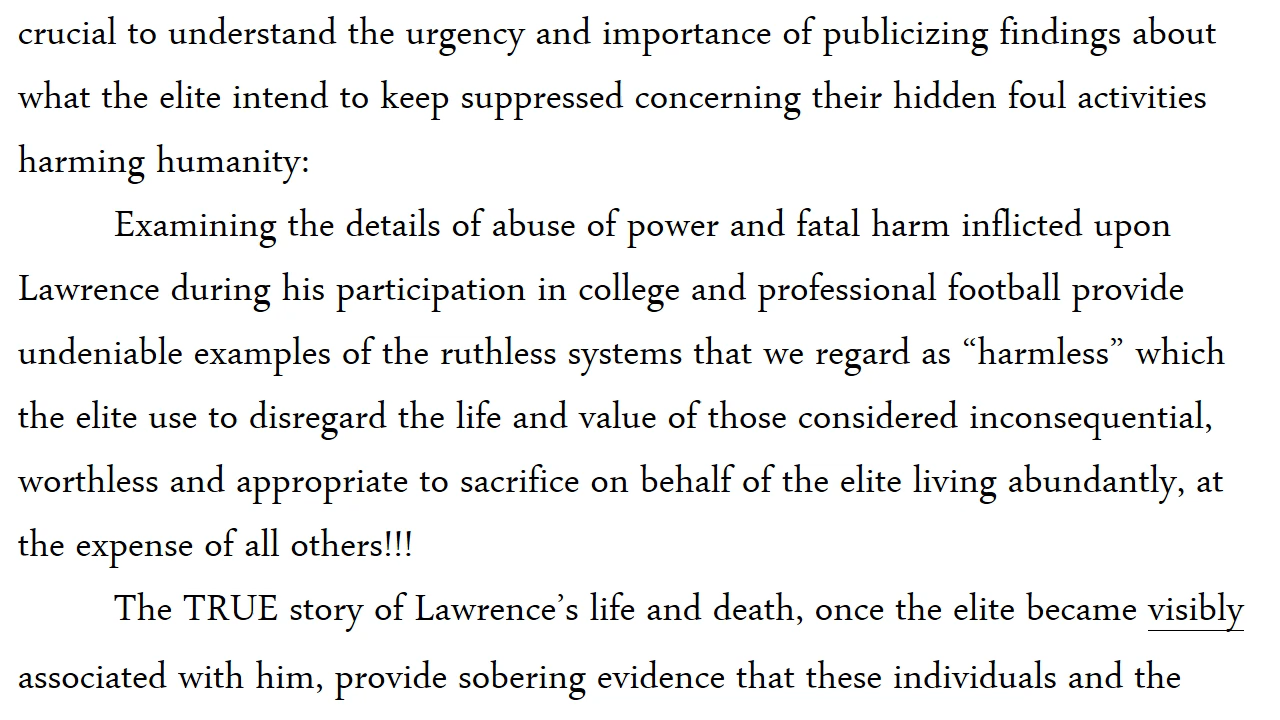 crucial to understand the urgency and importance of publicizing findings about
what the elite intend to keep suppressed concerning their hidden foul activities
harming humanity:
Examining the details of abuse of power and fatal harm inflicted upon
Lawrence during his participation in college and professional football provide
undeniable examples of the ruthless systems that we regard as “harmless” which
the elite use to disregard the life and value of those considered inconsequential,
worthless and appropriate to sacrifice on behalf of the elite living abundantly, at
the expense of all others!!!
The TRUE story of Lawrence’s life and death, once the elite became visibly
associated with him, provide sobering evidence that these individuals and the